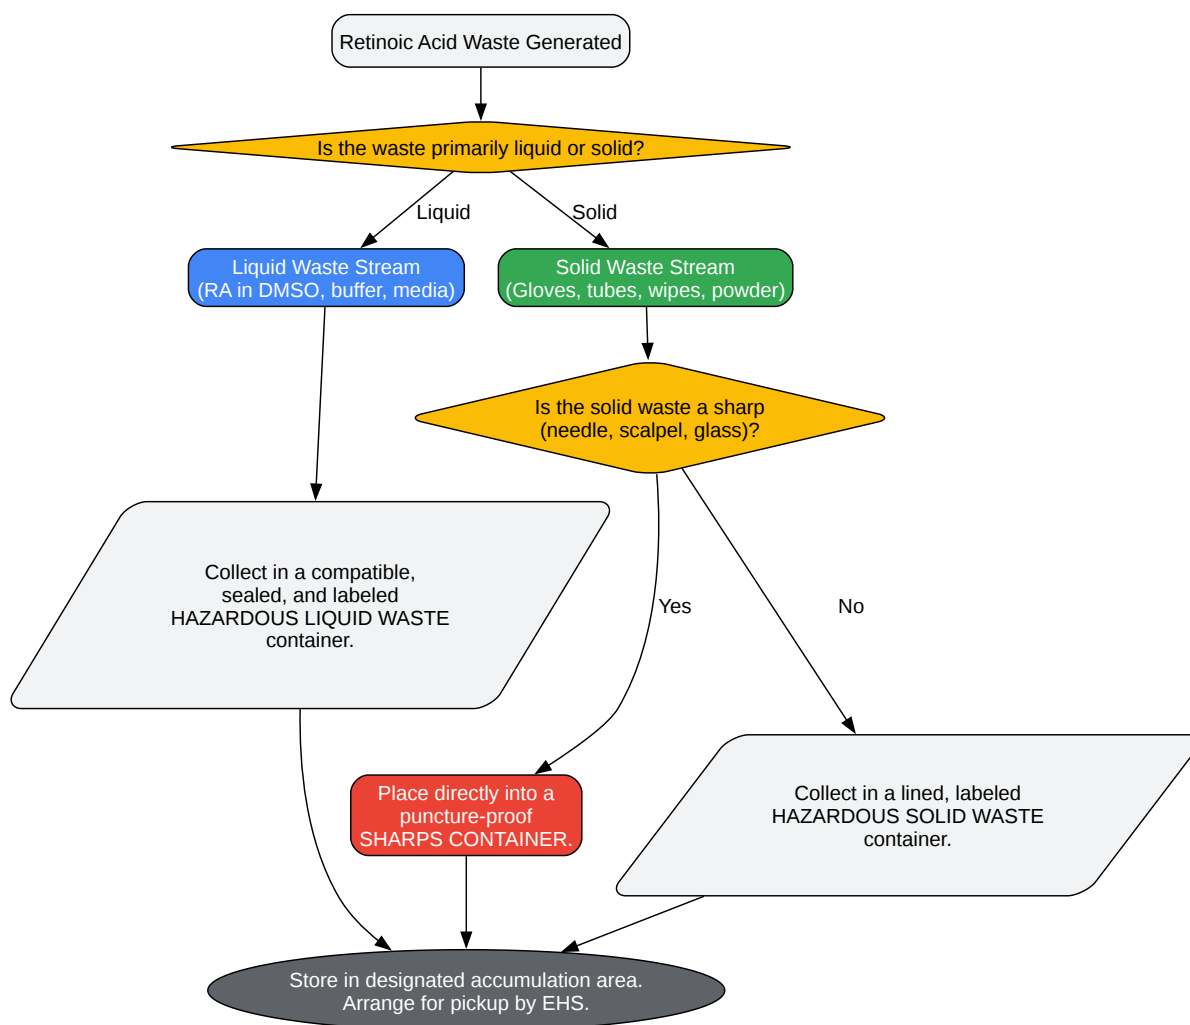 Retinoic Acid Waste Generated
Is the waste primarily liquid or solid?
Liquid
Solid
Liquid Waste Stream
(RA in DMSO, buffer, media)
Solid Waste Stream
(Gloves, tubes, wipes, powder)
Is the solid waste a sharp
(needle, scalpel, glass)?
Collect in a compatible,
sealed, and labeled
HAZARDOUS LIQUID WASTE
container.
Yes
No
Place directly into a
puncture-proof
SHARPS CONTAINER.
Collect in a lined, labeled
HAZARDOUS SOLID WASTE
container.
Store in designated accumulation area.
Arrange for pickup by EHS.